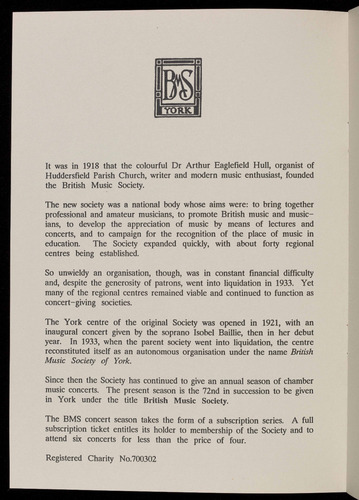 BMS
YORK
It was in 1918 that the colourful Dr Arthur Eaglefield Hull, organist of
Huddersfield Parish Church, writer and modern music enthusiast, founded
the British Music Society.
The new society was a national body whose aims were: to bring together
professional and amateur musicians, to promote British music and music-
ians, to develop the appreciation of music by means of lectures and
concerts, and to campaign for the recognition of the place of music in
education. The Society expanded quickly, with about forty regional
centres being established.
So unwieldy an organisation, though, was in constant financial difficulty
and, despite the generosity of patrons, went into liquidation in 1933. Yet
many of the regional centres remained viable and continued to function as
concert-giving societies.
The York centre of the original Society was opened in 1921, with an
inaugural concert given by the soprano Isobel Baillie, then in her debut
year. In 1933, when the parent society went into liquidation, the centre
reconstituted itself as an autonomous organisation under the name British
Music Society of York.
Since then the Society has continued to give an annual season of chamber
music concerts. The present season is the 72nd in succession to be given
in York under the title British Music Society.
The BMS concert season takes the form of a subscription series. A full
subscription ticket entitles its holder to membership of the Society and to
attend six concerts for less than the price of four.
Registered Charity No.700302